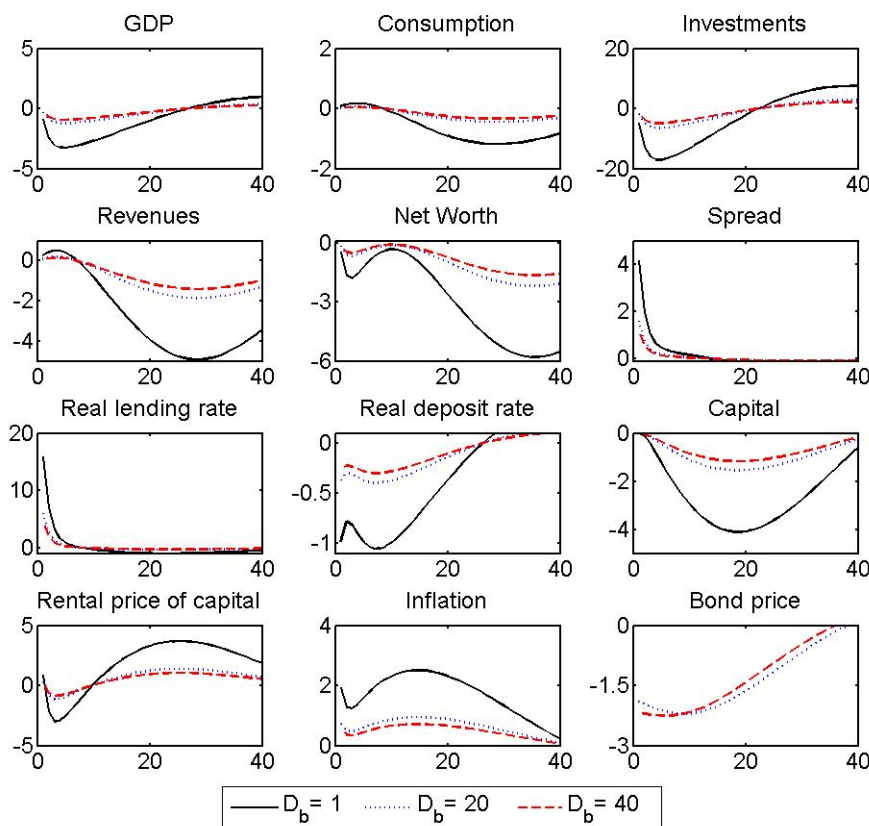 GDP
Consumption
Investments
5
0
-5
0 20 40
2
0
2
0 20 40
20
0
-20
0 20 40
Revenues
Net Worth
Spread
0
-2
-4
0 20 40
0
-3
-6
0 20 40
4
2
0
0 20 40
Real lending rate
Real deposit rate
Capital
20
10
0
0 20 40
0
-0.5
-1
0 20 40
0
-2
-4
0 20 40
Rental price of capital
Inflation
Bond price
5
0
-5
0 20 40
4
2
0
0 20 40
0
-1.5
-3
0 20 40
D_b= 1 D_b= 20 D_b= 40